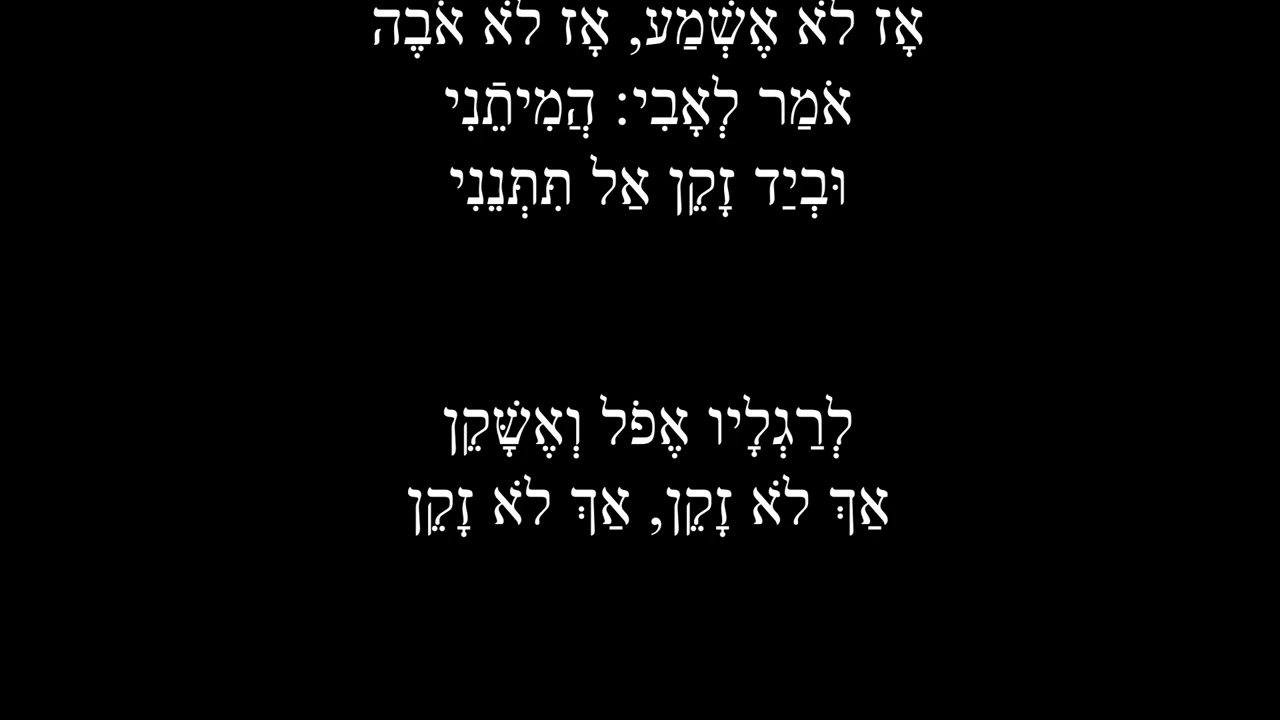 אָז לֹא אֶשְׁמַע, אָז לֹא אֹבֶה
אֹמַר לְאָבִי: הֲמִיתֵֿנִי
וּבְיַד זָקֵן אַל תִּתְּנֵנִי
לְרַגְלָיו אֶפֹּל וְאֶשָּׁקֵן
אַךְ לֹא זָקֵן, אַךְ לֹא זָקֵן